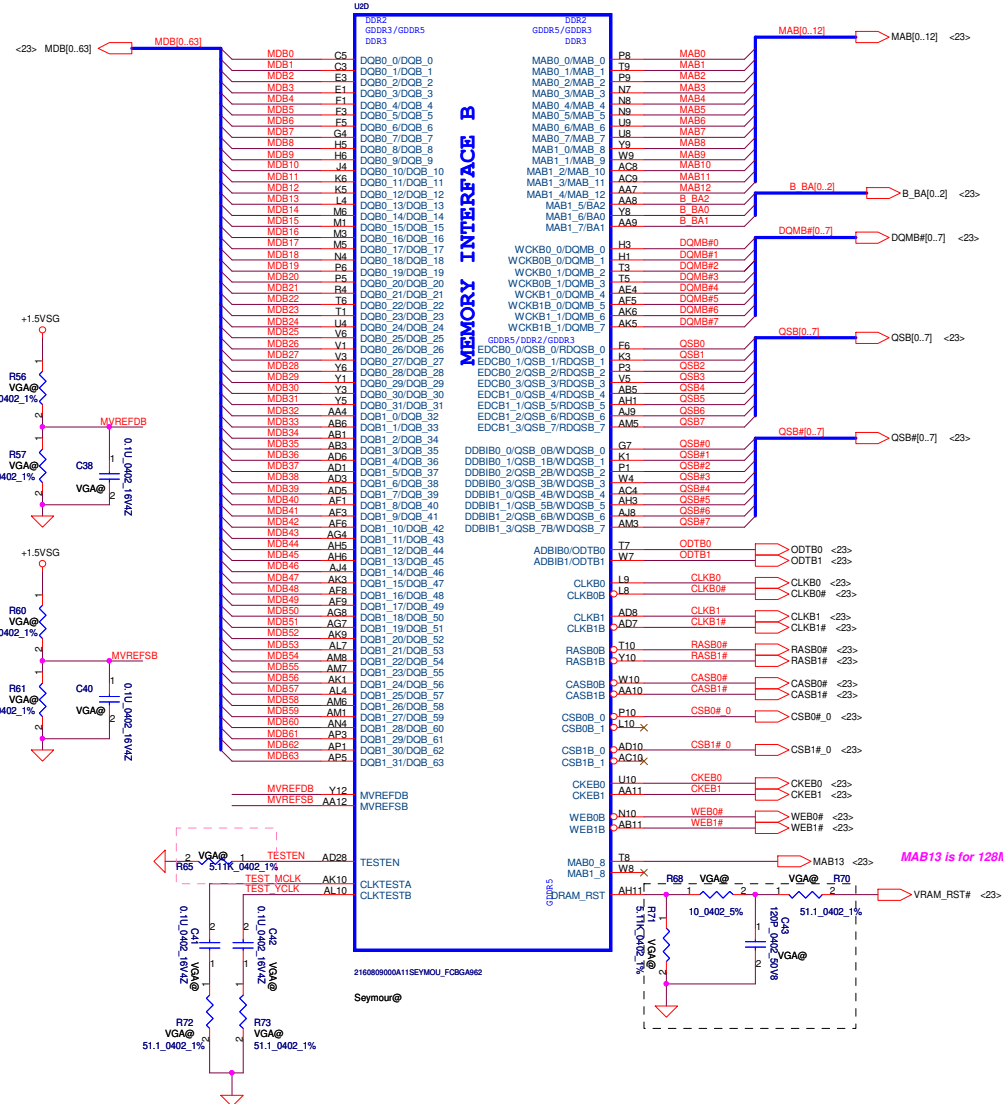 U2D
<23> MDB[0..63]
MDB[0..63]
DDR2
GDDR3/GDDR5
DDR3
DDR2
GDDR5/GDDR3
DDR3
MEMORY INTERFACE B
MDB0 C5 DQB0_0/DQB_0
MDB1 C3 DQB0_1/DQB_1
MDB2 E3 DQB0_2/DQB_2
MDB3 E1 DQB0_3/DQB_3
MDB4 F1 DQB0_4/DQB_4
MDB5 F3 DQB0_5/DQB_5
MDB6 F5 DQB0_6/DQB_6
MDB7 G4 DQB0_7/DQB_7
MDB8 H5 DQB0_8/DQB_8
MDB9 H6 DQB0_9/DQB_9
MDB10 J4 DQB0_10/DQB_10
MDB11 K6 DQB0_11/DQB_11
MDB12 K5 DQB0_12/DQB_12
MDB13 L4 DQB0_13/DQB_13
MDB14 M6 DQB0_14/DQB_14
MDB15 M1 DQB0_15/DQB_15
MDB16 M3 DQB0_16/DQB_16
MDB17 M5 DQB0_17/DQB_17
MDB18 N4 DQB0_18/DQB_18
MDB19 P6 DQB0_19/DQB_19
MDB20 P5 DQB0_20/DQB_20
MDB21 R4 DQB0_21/DQB_21
MDB22 T6 DQB0_22/DQB_22
MDB23 T1 DQB0_23/DQB_23
MDB24 U4 DQB0_24/DQB_24
MDB25 V6 DQB0_25/DQB_25
MDB26 V1 DQB0_26/DQB_26
MDB27 V3 DQB0_27/DQB_27
MDB28 Y6 DQB0_28/DQB_28
MDB29 Y1 DQB0_29/DQB_29
MDB30 Y3 DQB0_30/DQB_30
MDB31 Y5 DQB0_31/DQB_31
MDB32 AA4 DQB1_0/DQB_32
MDB33 AB6 DQB1_1/DQB_33
MDB34 AB1 DQB1_2/DQB_34
MDB35 AB3 DQB1_3/DQB_35
MDB36 AD6 DQB1_4/DQB_36
MDB37 AD1 DQB1_5/DQB_37
MDB38 AD3 DQB1_6/DQB_38
MDB39 AD5 DQB1_7/DQB_39
MDB40 AF1 DQB1_8/DQB_40
MDB41 AF3 DQB1_9/DQB_41
MDB42 AF6 DQB1_10/DQB_42
MDB43 AG4 DQB1_11/DQB_43
MDB44 AH5 DQB1_12/DQB_44
MDB45 AH6 DQB1_13/DQB_45
MDB46 AJ4 DQB1_14/DQB_46
MDB47 AK3 DQB1_15/DQB_47
MDB48 AF8 DQB1_16/DQB_48
MDB49 AF9 DQB1_17/DQB_49
MDB50 AG8 DQB1_18/DQB_50
MDB51 AG7 DQB1_19/DQB_51
MDB52 AK9 DQB1_20/DQB_52
MDB53 AL7 DQB1_21/DQB_53
MDB54 AM8 DQB1_22/DQB_54
MDB55 AM7 DQB1_23/DQB_55
MDB56 AK1 DQB1_24/DQB_56
MDB57 AL4 DQB1_25/DQB_57
MDB58 AM6 DQB1_26/DQB_58
MDB59 AM1 DQB1_27/DQB_59
MDB60 AN4 DQB1_28/DQB_60
MDB61 AP3 DQB1_29/DQB_61
MDB62 AP1 DQB1_30/DQB_62
MDB63 AP5 DQB1_31/DQB_63
MVREFDB Y12 MVREFDB
MVREFSB AA12 MVREFSB
TESTEN AD28 TESTEN
TEST_MCLK AK10 CLKTESTA
TEST_YCLK AL10 CLKTESTB
MAB0_0/MAB_0 P8 MAB0
MAB0_1/MAB_1 T9 MAB1
MAB0_2/MAB_2 P9 MAB2
MAB0_3/MAB_3 N7 MAB3
MAB0_4/MAB_4 N8 MAB4
MAB0_5/MAB_5 N9 MAB5
MAB0_6/MAB_6 U9 MAB6
MAB0_7/MAB_7 U8 MAB7
MAB1_0/MAB_8 Y9 MAB8
MAB1_1/MAB_9 W9 MAB9
MAB1_2/MAB_10 AC8 MAB10
MAB1_3/MAB_11 AC9 MAB11
MAB1_4/MAB_12 AA7 MAB12
MAB1_5/BA2 AA8 B_BA2
MAB1_6/BA0 Y8 B_BA0
MAB1_7/BA1 AA9 B_BA1
MAB[0..12] MAB[0..12] <23>
B_BA[0..2] B_BA[0..2] <23>
WCKB0_0/DQMB_0 H3 DQMB#0
WCKB0B_0/DQMB_1 H1 DQMB#1
WCKB0_1/DQMB_2 T3 DQMB#2
WCKB0B_1/DQMB_3 T5 DQMB#3
WCKB1_0/DQMB_4 AE4 DQMB#4
WCKB1B_0/DQMB_5 AF5 DQMB#5
WCKB1_1/DQMB_6 AK6 DQMB#6
WCKB1B_1/DQMB_7 AK5 DQMB#7
DQMB#[0..7] DQMB#[0..7] <23>
GDDR5/DDR2/GDDR3
EDCB0_0/QSB_0/RDQSB_0 F6 QSB0
EDCB0_1/QSB_1/RDQSB_1 K3 QSB1
EDCB0_2/QSB_2/RDQSB_2 P3 QSB2
EDCB0_3/QSB_3/RDQSB_3 V5 QSB3
EDCB1_0/QSB_4/RDQSB_4 AB5 QSB4
EDCB1_1/QSB_5/RDQSB_5 AH1 QSB5
EDCB1_2/QSB_6/RDQSB_6 AJ9 QSB6
EDCB1_3/QSB_7/RDQSB_7 AM5 QSB7
QSB[0..7] QSB[0..7] <23>
DDBIB0_0/QSB_0B/WDQSB_0 G7 QSB#0
DDBIB0_1/QSB_1B/WDQSB_1 K1 QSB#1
DDBIB0_2/QSB_2B/WDQSB_2 P1 QSB#2
DDBIB0_3/QSB_3B/WDQSB_3 W4 QSB#3
DDBIB1_0/QSB_4B/WDQSB_4 AC4 QSB#4
DDBIB1_1/QSB_5B/WDQSB_5 AH3 QSB#5
DDBIB1_2/QSB_6B/WDQSB_6 AJ8 QSB#6
DDBIB1_3/QSB_7B/WDQSB_7 AM3 QSB#7
QSB#[0..7] QSB#[0..7] <23>
ADBIB0/ODTB0 T7 ODTB0 ODTB0 <23>
ADBIB1/ODTB1 W7 ODTB1 ODTB1 <23>
CLKB0 L9 CLKB0 CLKB0 <23>
CLKB0B L8 CLKB0# CLKB0# <23>
CLKB1 AD8 CLKB1 CLKB1 <23>
CLKB1B AD7 CLKB1# CLKB1# <23>
RASB0B T10 RASB0# RASB0# <23>
RASB1B Y10 RASB1# RASB1# <23>
CASB0B W10 CASB0# CASB0# <23>
CASB1B AA10 CASB1# CASB1# <23>
CSB0B_0 P10 CSB0#_0 CSB0#_0 <23>
CSB0B_1 L10
CSB1B_0 AD10 CSB1#_0 CSB1#_0 <23>
CSB1B_1 AC10
CKEB0 U10 CKEB0 CKEB0 <23>
CKEB1 AA11 CKEB1 CKEB1 <23>
WEB0B N10 WEB0# WEB0# <23>
WEB1B AB11 WEB1# WEB1# <23>
MAB0_8 T8 MAB13 <23>
MAB1_8 W8
MAB13 is for 128M
GDDR5
DRAM_RST AH11
VRAM_RST# <23>
R68 VGA@ 1 2 10_0402_5%
VGA@ R70 1 2 51.1_0402_1%
R71 5.11K_0402_1% VGA@ 1 2
C43 120P_0402_50V8 VGA@ 1 2
+1.5VSG
R56 VGA@ 1 2
0402_1%
MVREFDB
R57 VGA@ 1 2
0402_1%
C38 0.1U_0402_16V4Z VGA@ 1 2
+1.5VSG
R60 VGA@ 1 2
0402_1%
MVREFSB
R61 VGA@ 1 2
0402_1%
C40 0.1U_0402_16V4Z VGA@ 1 2
2 VGA@ 1
R65 5.11K_0402_1%
C41 0.1U_0402_16V4Z VGA@ 2 1
C42 0.1U_0402_16V4Z VGA@ 2 1
R72 VGA@ 1 2
51.1_0402_1%
R73 VGA@ 1 2
51.1_0402_1%
2160809000A11SEYMOU_FCBGA962
Seymour@